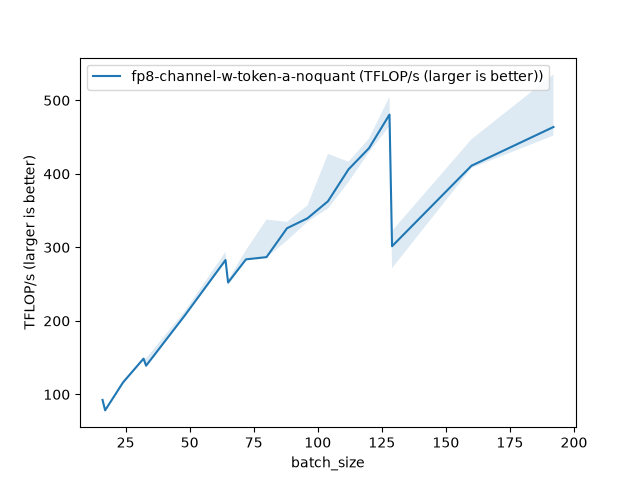 fp8-channel-w-token-a-noquant (TFLOP/s (larger is better))
TFLOP/s (larger is better)
500
400
300
200
100
25 50 75 100 125 150 175 200
batch_size